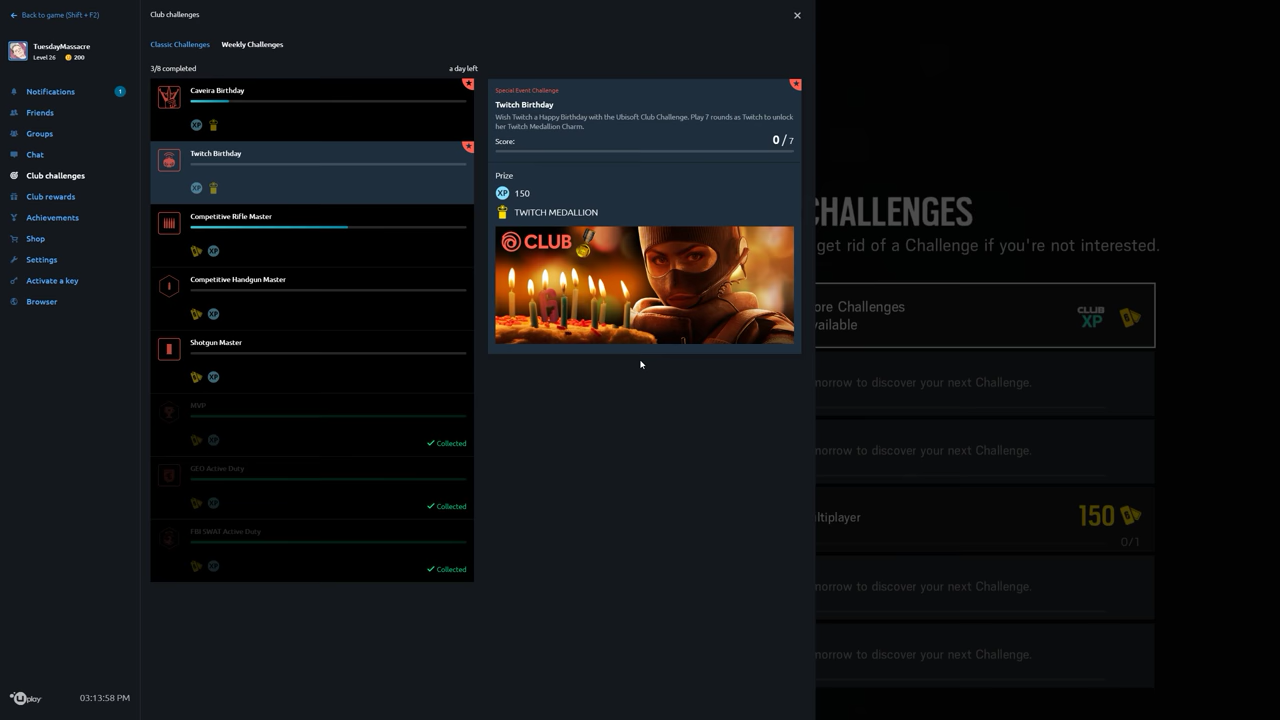 Back to game (Shift + F2)
TuesdayMassacre
Level 26
200
Notifications
1
Friends
Groups
Chat
Club challenges
Club rewards
Achievements
Shop
Settings
Activate a key
Browser
uplay
03:13:58 PM
Club challenges
Classic Challenges
Weekly Challenges
3/8 completed
a day left
Caveira Birthday
XP
Twitch Birthday
XP
Competitive Rifle Master
XP
Competitive Handgun Master
XP
Shotgun Master
XP
MVP
XP
Collected
GEO Active Duty
XP
Collected
FBI SWAT Active Duty
XP
Collected
Special Event Challenge
Twitch Birthday
Wish Twitch a Happy Birthday with the Ubisoft Club Challenge. Play 7 rounds as Twitch to unlock
her Twitch Medallion Charm.
Score:
0 / 7
Prize
XP 150
TWITCH MEDALLION
CLUB
CHALLENGES
get rid of a Challenge if you're not interested.
ore Challenges
vailable
CLUB
XP
morrow to discover your next Challenge.
morrow to discover your next Challenge.
ltiplayer
150
0/1
morrow to discover your next Challenge.
morrow to discover your next Challenge.